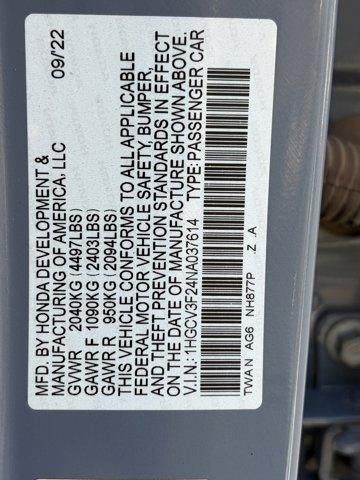 MFD. BY HONDA DEVELOPMENT & 09/22
MANUFACTURING OF AMERICA, LLC
GVWR 2040KG (4497LBS)
GAWR F 1090KG (2403LBS)
GAWR R 950KG (2094LBS)
THIS VEHICLE CONFORMS TO ALL APPLICABLE
FEDERAL MOTOR VEHICLE SAFETY, BUMPER,
AND THEFT PREVENTION STANDARDS IN EFFECT
ON THE DATE OF MANUFACTURE SHOWN ABOVE.
V.I.N.: 1HGCV3F24NA037614 TYPE: PASSENGER CAR
TWA N AG6 NH877P Z .A